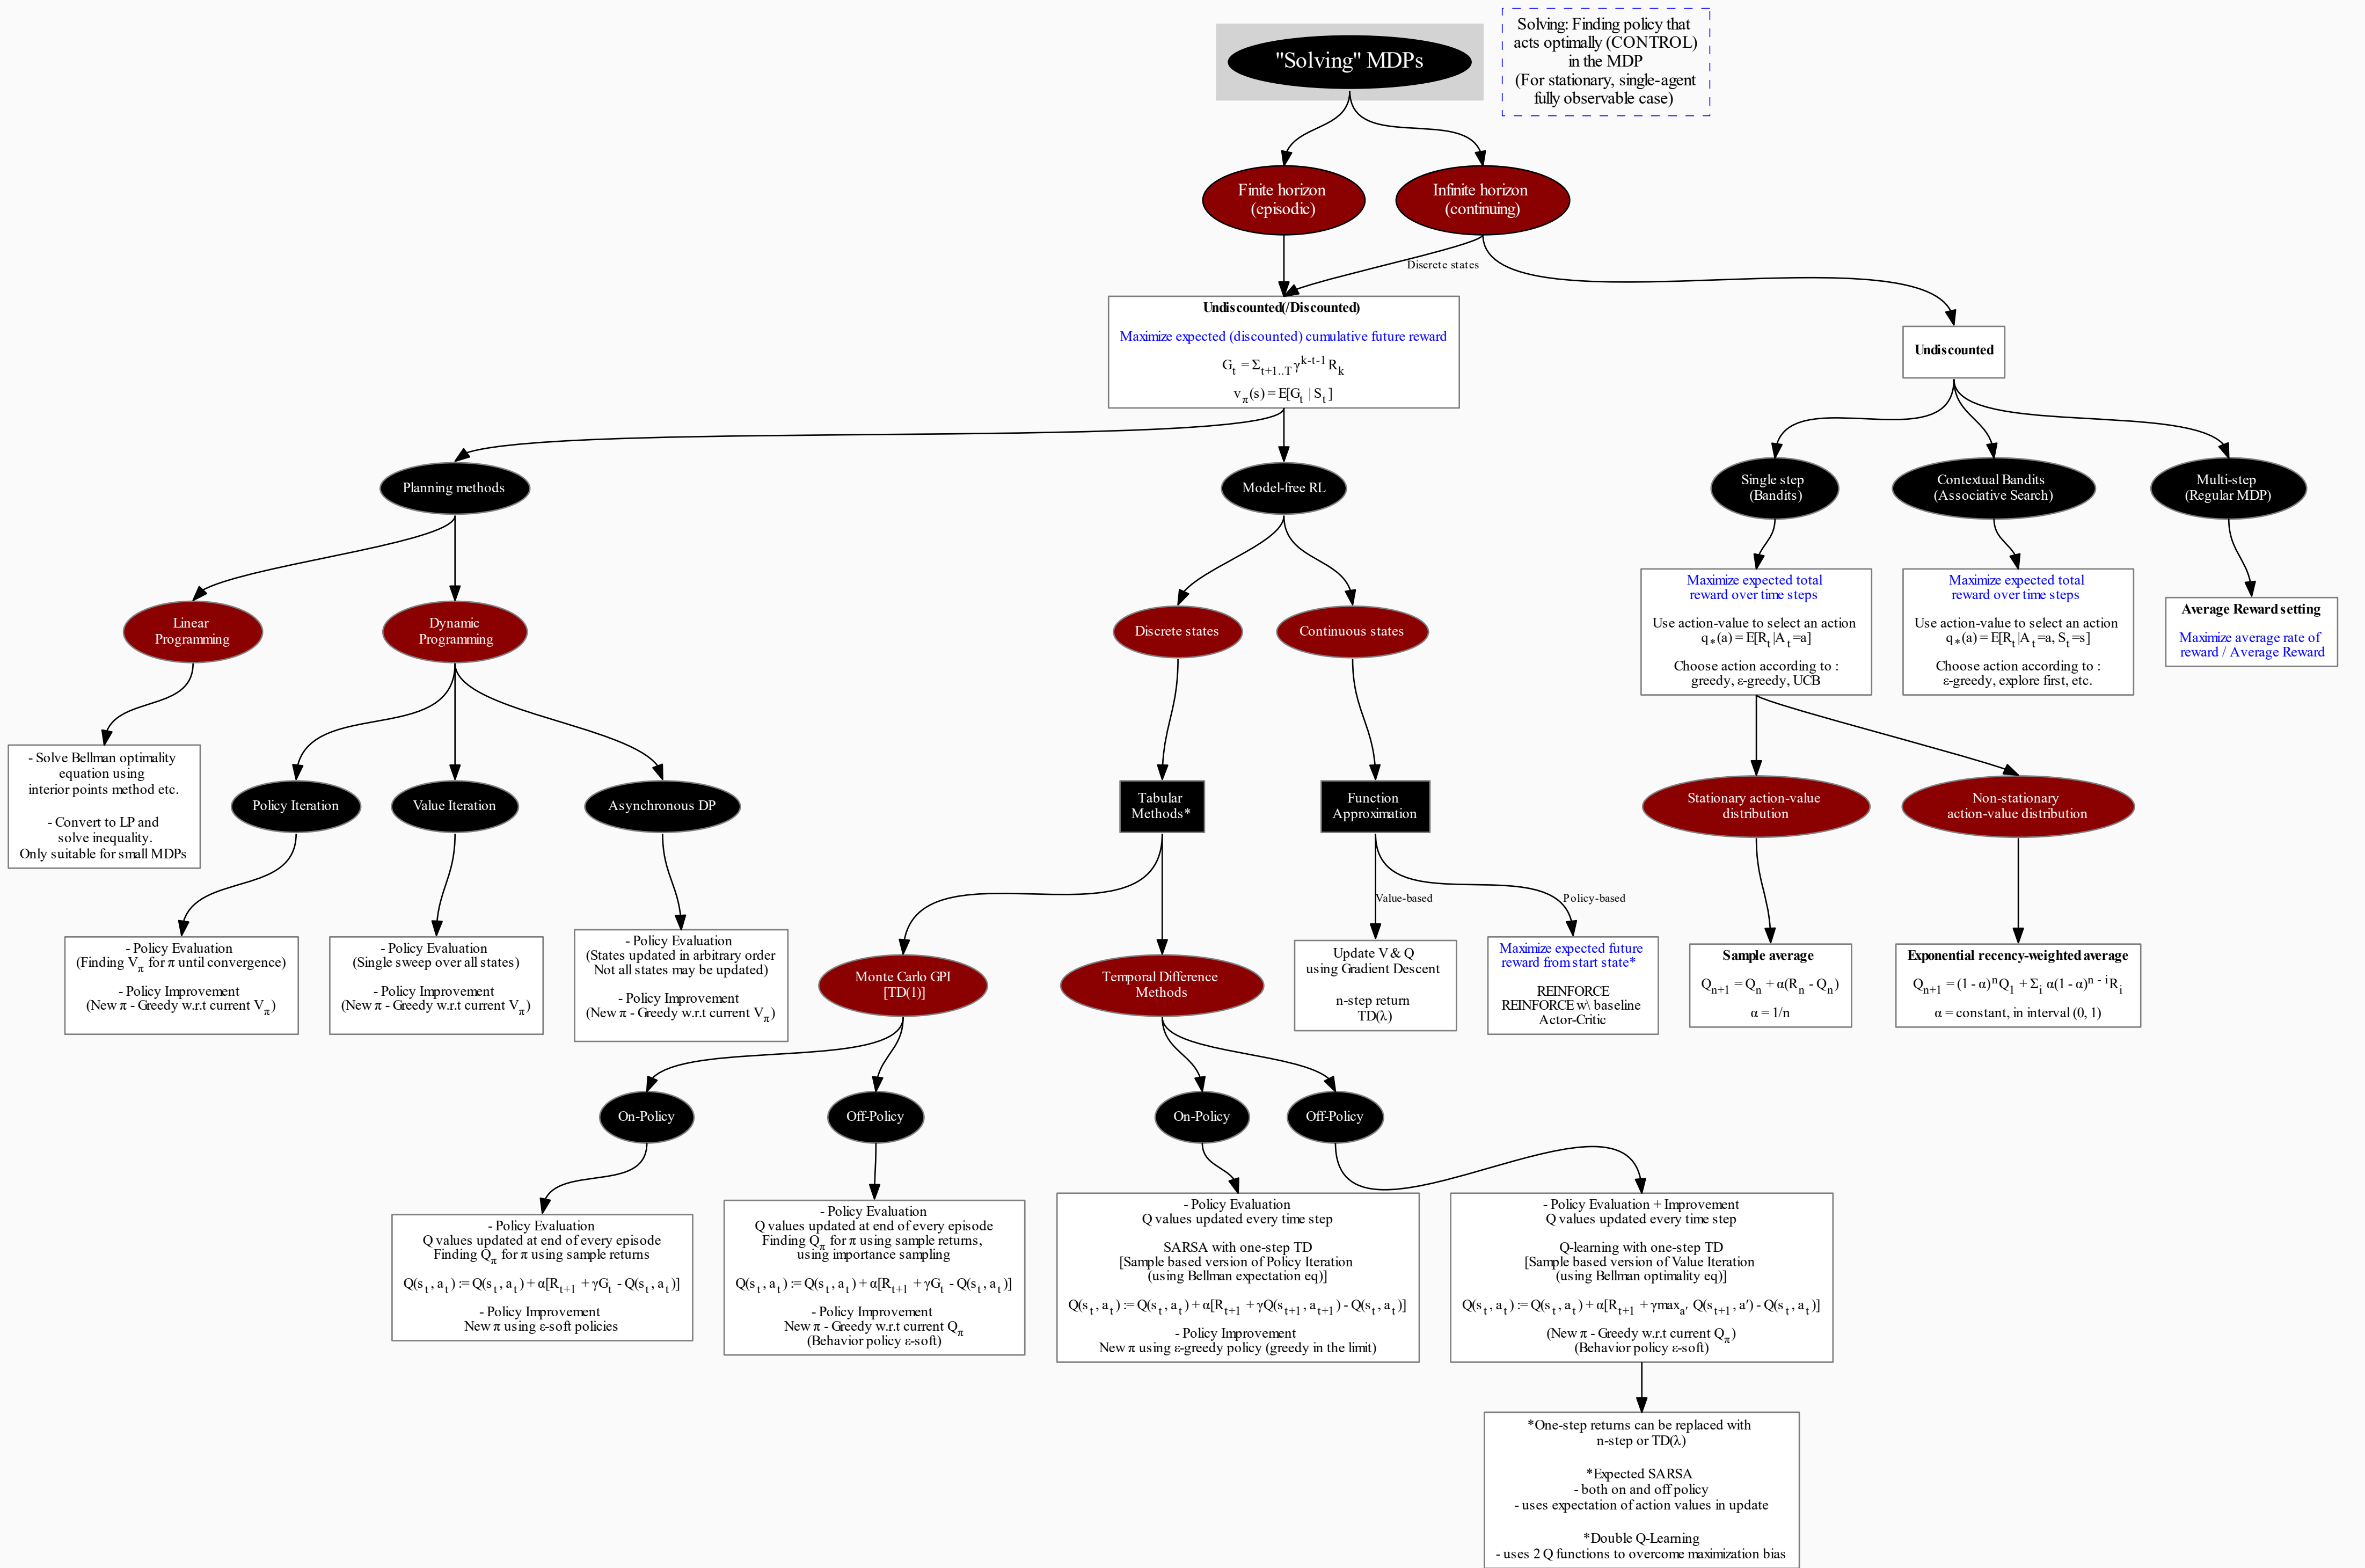 "Solving" MDPs
Solving: Finding policy that
acts optimally (CONTROL)
in the MDP
(For stationary, single-agent
fully observable case)
Finite horizon
(episodic)
Infinite horizon
(continuing)
Discrete states
Undiscounted(/Discounted)
Maximize expected (discounted) cumulative future reward
G_t = Σ_{t+1..T} γ^{k-t-1} R_k
v_π(s) = E[G_t | S_t]
Undiscounted
Planning methods
Model-free RL
Single step
(Bandits)
Contextual Bandits
(Associative Search)
Multi-step
(Regular MDP)
Linear
Programming
Dynamic
Programming
Discrete states
Continuous states
Maximize expected total
reward over time steps
Use action-value to select an action
q_*(a) = E[R_t|A_t=a]
Choose action according to :
greedy, ε-greedy, UCB
Maximize expected total
reward over time steps
Use action-value to select an action
q_*(a) = E[R_t|A_t=a, S_t=s]
Choose action according to :
ε-greedy, explore first, etc.
Average Reward setting
Maximize average rate of
reward / Average Reward
- Solve Bellman optimality
equation using
interior points method etc.
- Convert to LP and
solve inequality.
Only suitable for small MDPs
Policy Iteration
Value Iteration
Asynchronous DP
Tabular
Methods*
Function
Approximation
Stationary action-value
distribution
Non-stationary
action-value distribution
Value-based
Policy-based
- Policy Evaluation
(Finding V_π for π until convergence)
- Policy Improvement
(New π - Greedy w.r.t current V_π)
- Policy Evaluation
(Single sweep over all states)
- Policy Improvement
(New π - Greedy w.r.t current V_π)
- Policy Evaluation
(States updated in arbitrary order
Not all states may be updated)
- Policy Improvement
(New π - Greedy w.r.t current V_π)
Monte Carlo GPI
[TD(1)]
Temporal Difference
Methods
Update V & Q
using Gradient Descent
n-step return
TD(λ)
Maximize expected future
reward from start state*
REINFORCE
REINFORCE w\ baseline
Actor-Critic
Sample average
Q_{n+1} = Q_n + α(R_n - Q_n)
α = 1/n
Exponential recency-weighted average
Q_{n+1} = (1 - α)^n Q_1 + Σ_i α(1 - α)^{n - i} R_i
α = constant, in interval (0, 1)
On-Policy
Off-Policy
On-Policy
Off-Policy
- Policy Evaluation
Q values updated at end of every episode
Finding Q_π for π using sample returns
Q(s_t, a_t) := Q(s_t, a_t) + α[R_{t+1} + γG_t - Q(s_t, a_t)]
- Policy Improvement
New π using ε-soft policies
- Policy Evaluation
Q values updated at end of every episode
Finding Q_π for π using sample returns,
using importance sampling
Q(s_t, a_t) := Q(s_t, a_t) + α[R_{t+1} + γG_t - Q(s_t, a_t)]
- Policy Improvement
New π - Greedy w.r.t current Q_π
(Behavior policy ε-soft)
- Policy Evaluation
Q values updated every time step
SARSA with one-step TD
[Sample based version of Policy Iteration
(using Bellman expectation eq)]
Q(s_t, a_t) := Q(s_t, a_t) + α[R_{t+1} + γQ(s_{t+1}, a_{t+1}) - Q(s_t, a_t)]
- Policy Improvement
New π using ε-greedy policy (greedy in the limit)
- Policy Evaluation + Improvement
Q values updated every time step
Q-learning with one-step TD
[Sample based version of Value Iteration
(using Bellman optimality eq)]
Q(s_t, a_t) := Q(s_t, a_t) + α[R_{t+1} + γmax_{a′} Q(s_{t+1}, a′) - Q(s_t, a_t)]
(New π - Greedy w.r.t current Q_π)
(Behavior policy ε-soft)
*One-step returns can be replaced with
n-step or TD(λ)
*Expected SARSA
- both on and off policy
- uses expectation of action values in update
*Double Q-Learning
- uses 2 Q functions to overcome maximization bias